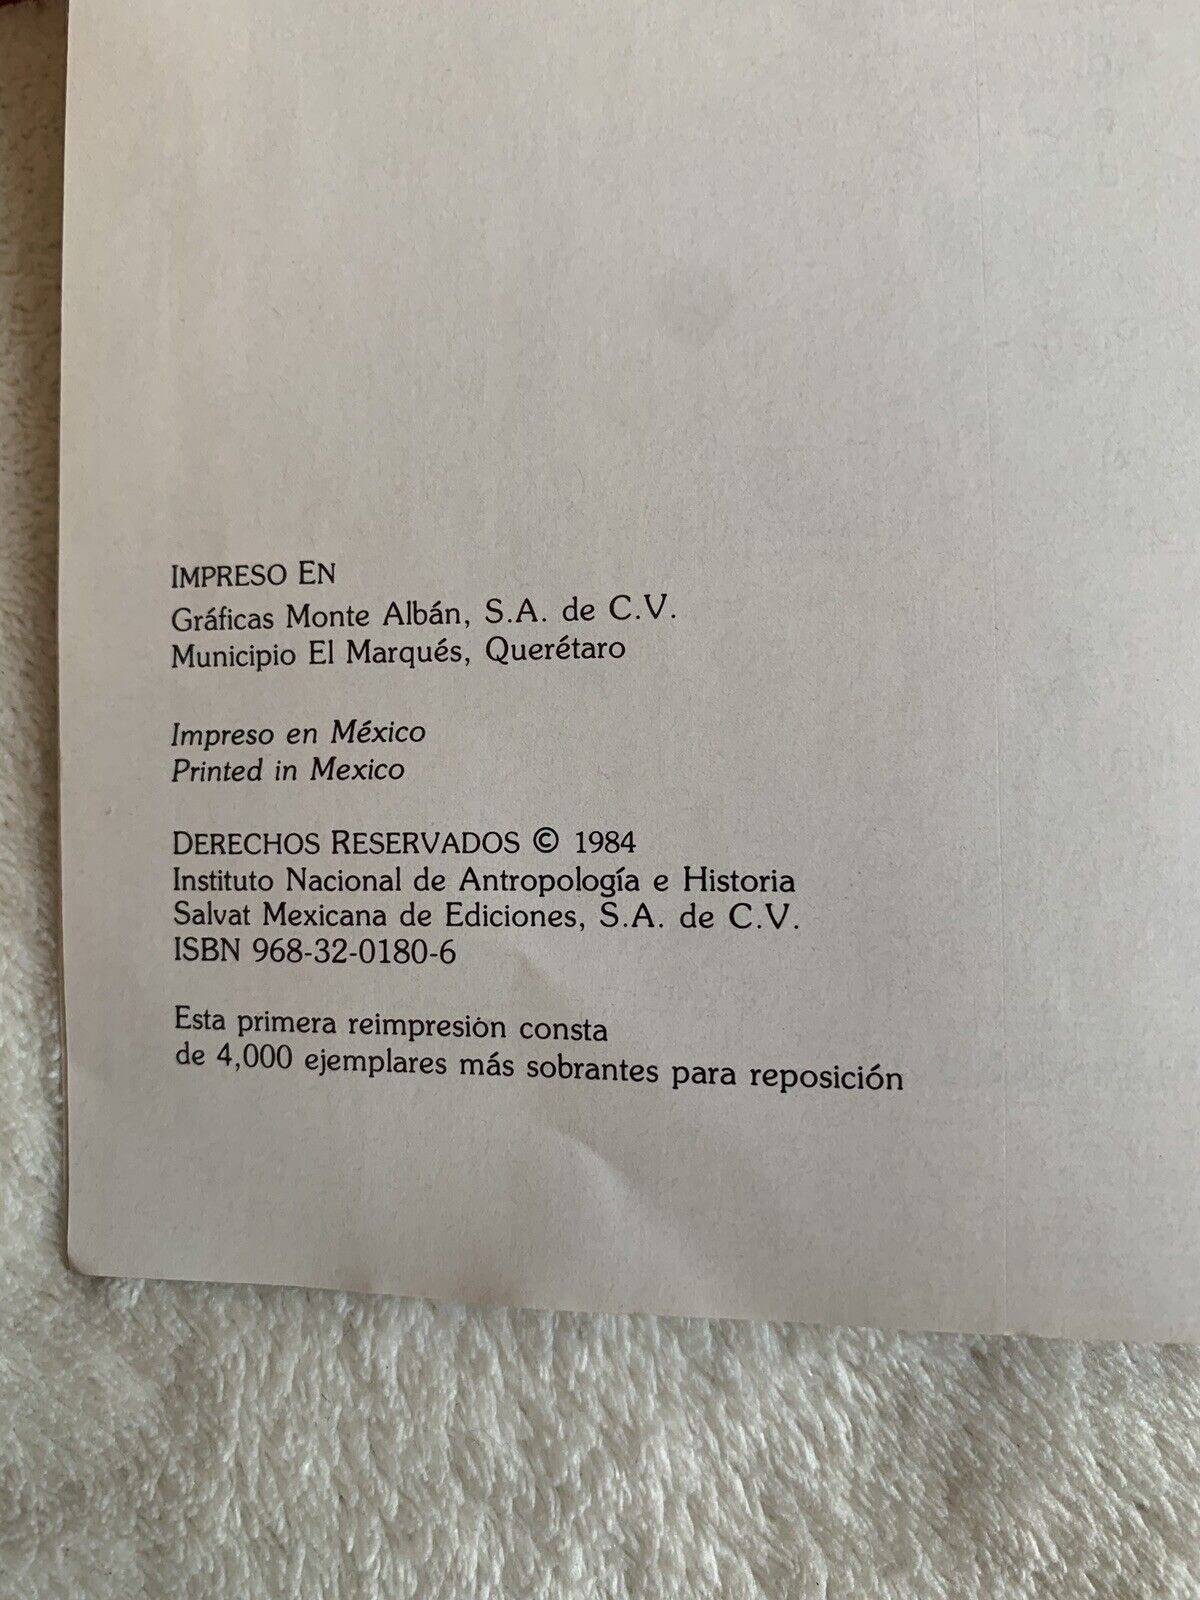 IMPRESO EN
Gráficas Monte Albán, S.A. de C.V.
Municipio El Marqués, Querétaro
Impreso en México
Printed in Mexico
DERECHOS RESERVADOS © 1984
Instituto Nacional de Antropología e Historia
Salvat Mexicana de Ediciones, S.A. de C.V.
ISBN 968-32-0180-6
Esta primera reimpresión consta
de 4,000 ejemplares más sobrantes para reposición